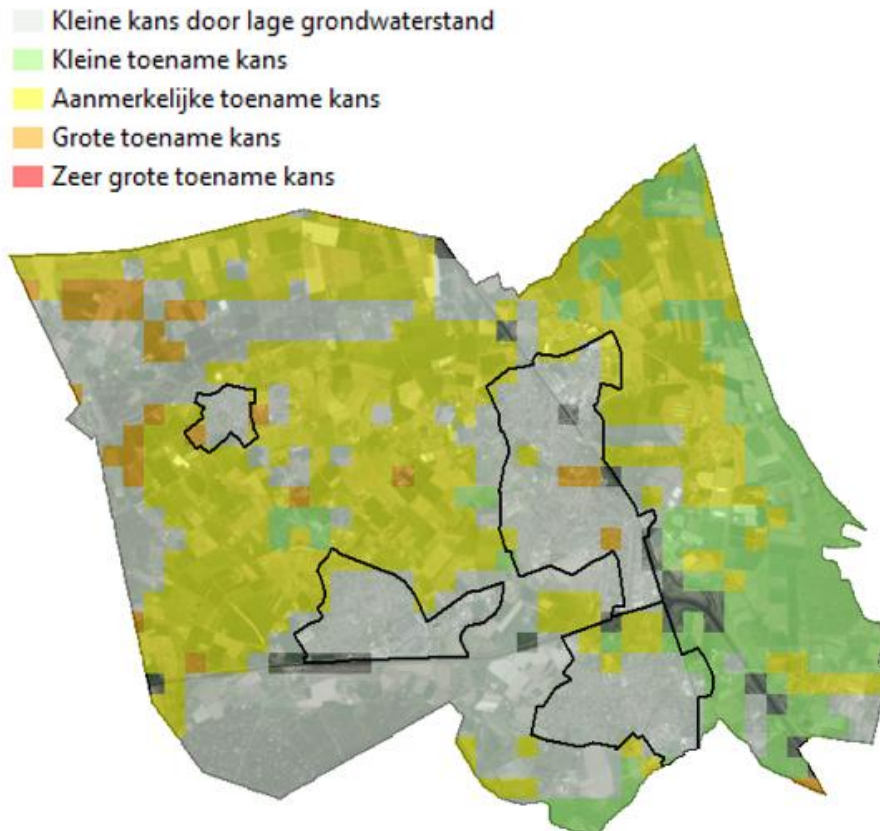 Kleine kans door lage grondwaterstand
Kleine toename kans
Aanmerkelijke toename kans
Grote toename kans
Zeer grote toename kans